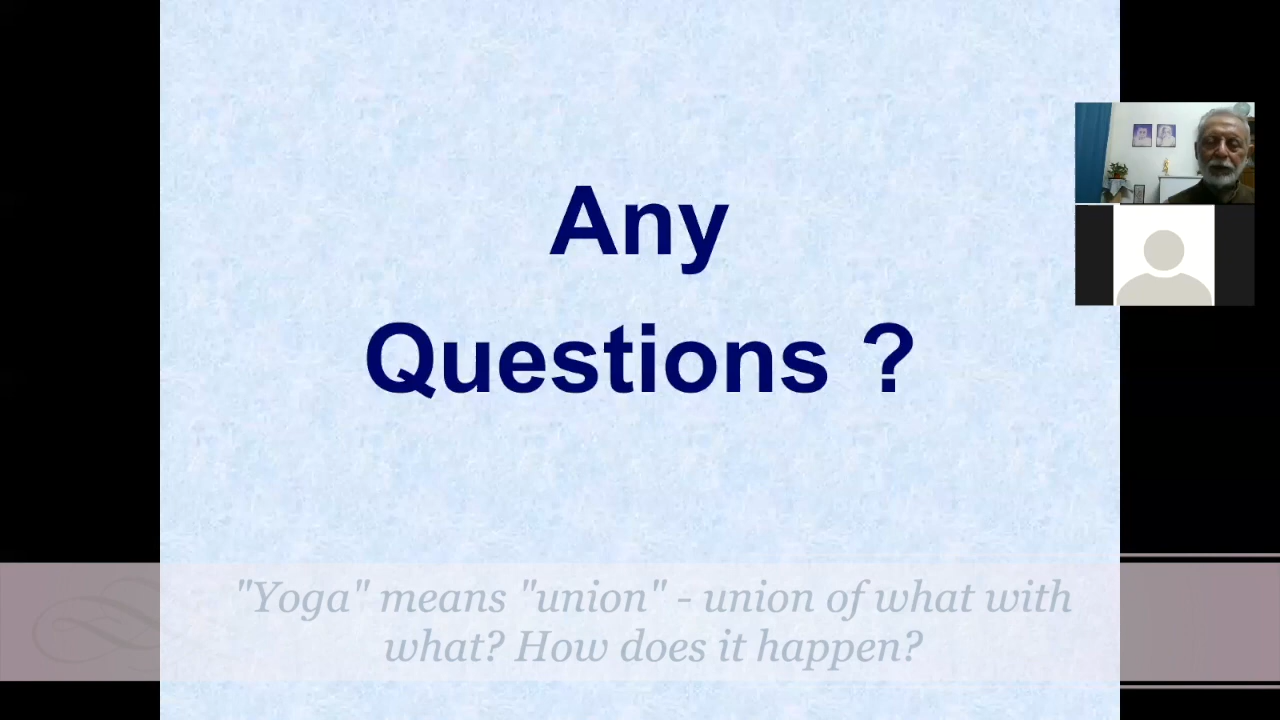 Any
Questions ?
"Yoga" means "union" - union of what with
what? How does it happen?